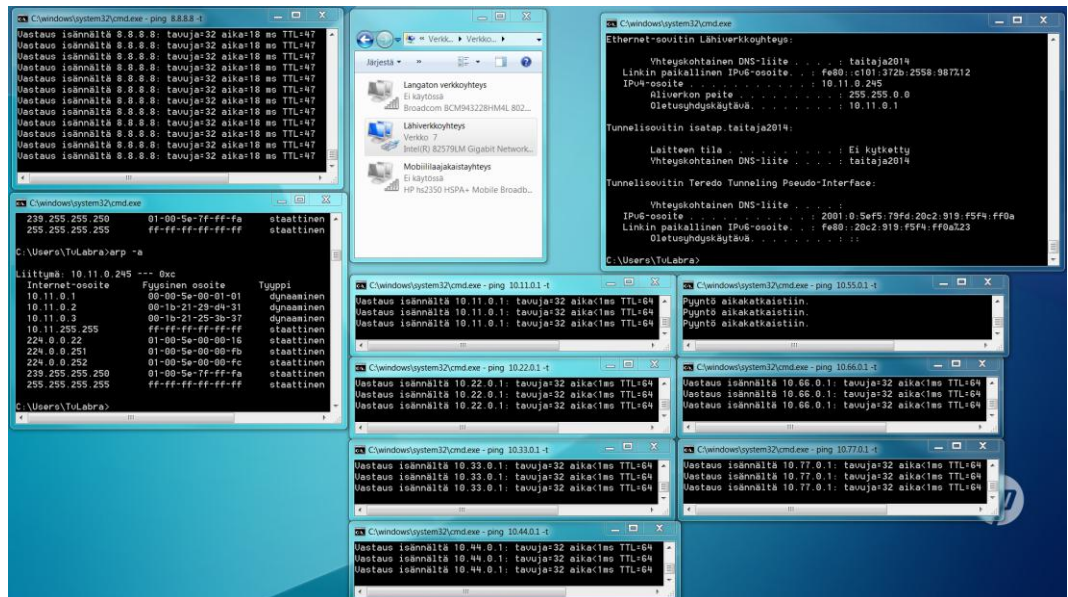 C:\windows\system32\cmd.exe - ping 8.8.8.8 -t
Vastaus isännältä 8.8.8.8: tavuja=32 aika=18 ms TTL=47
Vastaus isännältä 8.8.8.8: tavuja=32 aika=18 ms TTL=47
Vastaus isännältä 8.8.8.8: tavuja=32 aika=18 ms TTL=47
Vastaus isännältä 8.8.8.8: tavuja=32 aika=18 ms TTL=47
Vastaus isännältä 8.8.8.8: tavuja=32 aika=18 ms TTL=47
Vastaus isännältä 8.8.8.8: tavuja=32 aika=18 ms TTL=47
Vastaus isännältä 8.8.8.8: tavuja=32 aika=18 ms TTL=47
Vastaus isännältä 8.8.8.8: tavuja=32 aika=18 ms TTL=47
Vastaus isännältä 8.8.8.8: tavuja=32 aika=18 ms TTL=47
Vastaus isännältä 8.8.8.8: tavuja=32 aika=18 ms TTL=47
Vastaus isännältä 8.8.8.8: tavuja=32 aika=18 ms TTL=47
« Verkk... Verkko...
Järjestä »
Langaton verkkoyhteys
Ei käytössä
Broadcom BCM943228HM4L 802...
Lähiverkkoyhteys
Verkko 7
Intel(R) 82579LM Gigabit Network...
Mobiililaajakaistayhteys
Ei käytössä
HP hs2350 HSPA+ Mobile Broadb...
C:\windows\system32\cmd.exe
Ethernet-sovitin Lähiverkkoyhteys:
Yhteyskohtainen DNS-liite . . . . : taitaja2014
Linkin paikallinen IPv6-osoite. . : fe80::c101:372b:2558:987%12
IPv4-osoite . . . . . . . . . . . : 10.11.0.245
Aliverkon peite . . . . . . . . . : 255.255.0.0
Oletusyhdyskäytävä. . . . . . . . : 10.11.0.1
Tunnelisovitin isatap.taitaja2014:
Laitteen tila . . . . . . . . . . : Ei kytketty
Yhteyskohtainen DNS-liite . . . . : taitaja2014
Tunnelisovitin Teredo Tunneling Pseudo-Interface:
Yhteyskohtainen DNS-liite . . . . :
IPv6-osoite . . . . . . . . . . . : 2001:0:5ef5:79fd:20c2:919:f5f4:ff0a
Linkin paikallinen IPv6-osoite. . : fe80::20c2:919:f5f4:ff0a%23
Oletusyhdyskäytävä. . . . . . . . : ::
C:\Users\TvLabra>
C:\windows\system32\cmd.exe
239.255.255.250 01-00-5e-7f-ff-fa staattinen
255.255.255.255 ff-ff-ff-ff-ff-ff staattinen
C:\Users\TvLabra>arp -a
Liittymä: 10.11.0.245 --- 0xc
Internet-osoite Fyysinen osoite Tyyppi
10.11.0.1 00-00-5e-00-01-01 dynaaminen
10.11.0.2 00-1b-21-29-d4-31 dynaaminen
10.11.0.3 00-1b-21-25-3b-37 dynaaminen
10.11.255.255 ff-ff-ff-ff-ff-ff staattinen
224.0.0.22 01-00-5e-00-00-16 staattinen
224.0.0.251 01-00-5e-00-00-fb staattinen
224.0.0.252 01-00-5e-00-00-fc staattinen
239.255.255.250 01-00-5e-7f-ff-fa staattinen
255.255.255.255 ff-ff-ff-ff-ff-ff staattinen
C:\Users\TvLabra>
C:\windows\system32\cmd.exe - ping 10.11.0.1 -t
Vastaus isännältä 10.11.0.1: tavuja=32 aika<1ms TTL=64
Vastaus isännältä 10.11.0.1: tavuja=32 aika<1ms TTL=64
Vastaus isännältä 10.11.0.1: tavuja=32 aika<1ms TTL=64
C:\windows\system32\cmd.exe - ping 10.55.0.1 -t
Pyyntö aikakatkaistiin.
Pyyntö aikakatkaistiin.
Pyyntö aikakatkaistiin.
C:\windows\system32\cmd.exe - ping 10.22.0.1 -t
Vastaus isännältä 10.22.0.1: tavuja=32 aika<1ms TTL=64
Vastaus isännältä 10.22.0.1: tavuja=32 aika<1ms TTL=64
Vastaus isännältä 10.22.0.1: tavuja=32 aika<1ms TTL=64
C:\windows\system32\cmd.exe - ping 10.66.0.1 -t
Vastaus isännältä 10.66.0.1: tavuja=32 aika<1ms TTL=64
Vastaus isännältä 10.66.0.1: tavuja=32 aika<1ms TTL=64
Vastaus isännältä 10.66.0.1: tavuja=32 aika<1ms TTL=64
C:\windows\system32\cmd.exe - ping 10.33.0.1 -t
Vastaus isännältä 10.33.0.1: tavuja=32 aika<1ms TTL=64
Vastaus isännältä 10.33.0.1: tavuja=32 aika<1ms TTL=64
Vastaus isännältä 10.33.0.1: tavuja=32 aika<1ms TTL=64
C:\windows\system32\cmd.exe - ping 10.77.0.1 -t
Vastaus isännältä 10.77.0.1: tavuja=32 aika<1ms TTL=64
Vastaus isännältä 10.77.0.1: tavuja=32 aika<1ms TTL=64
Vastaus isännältä 10.77.0.1: tavuja=32 aika<1ms TTL=64
C:\windows\system32\cmd.exe - ping 10.44.0.1 -t
Vastaus isännältä 10.44.0.1: tavuja=32 aika<1ms TTL=64
Vastaus isännältä 10.44.0.1: tavuja=32 aika<1ms TTL=64
Vastaus isännältä 10.44.0.1: tavuja=32 aika<1ms TTL=64